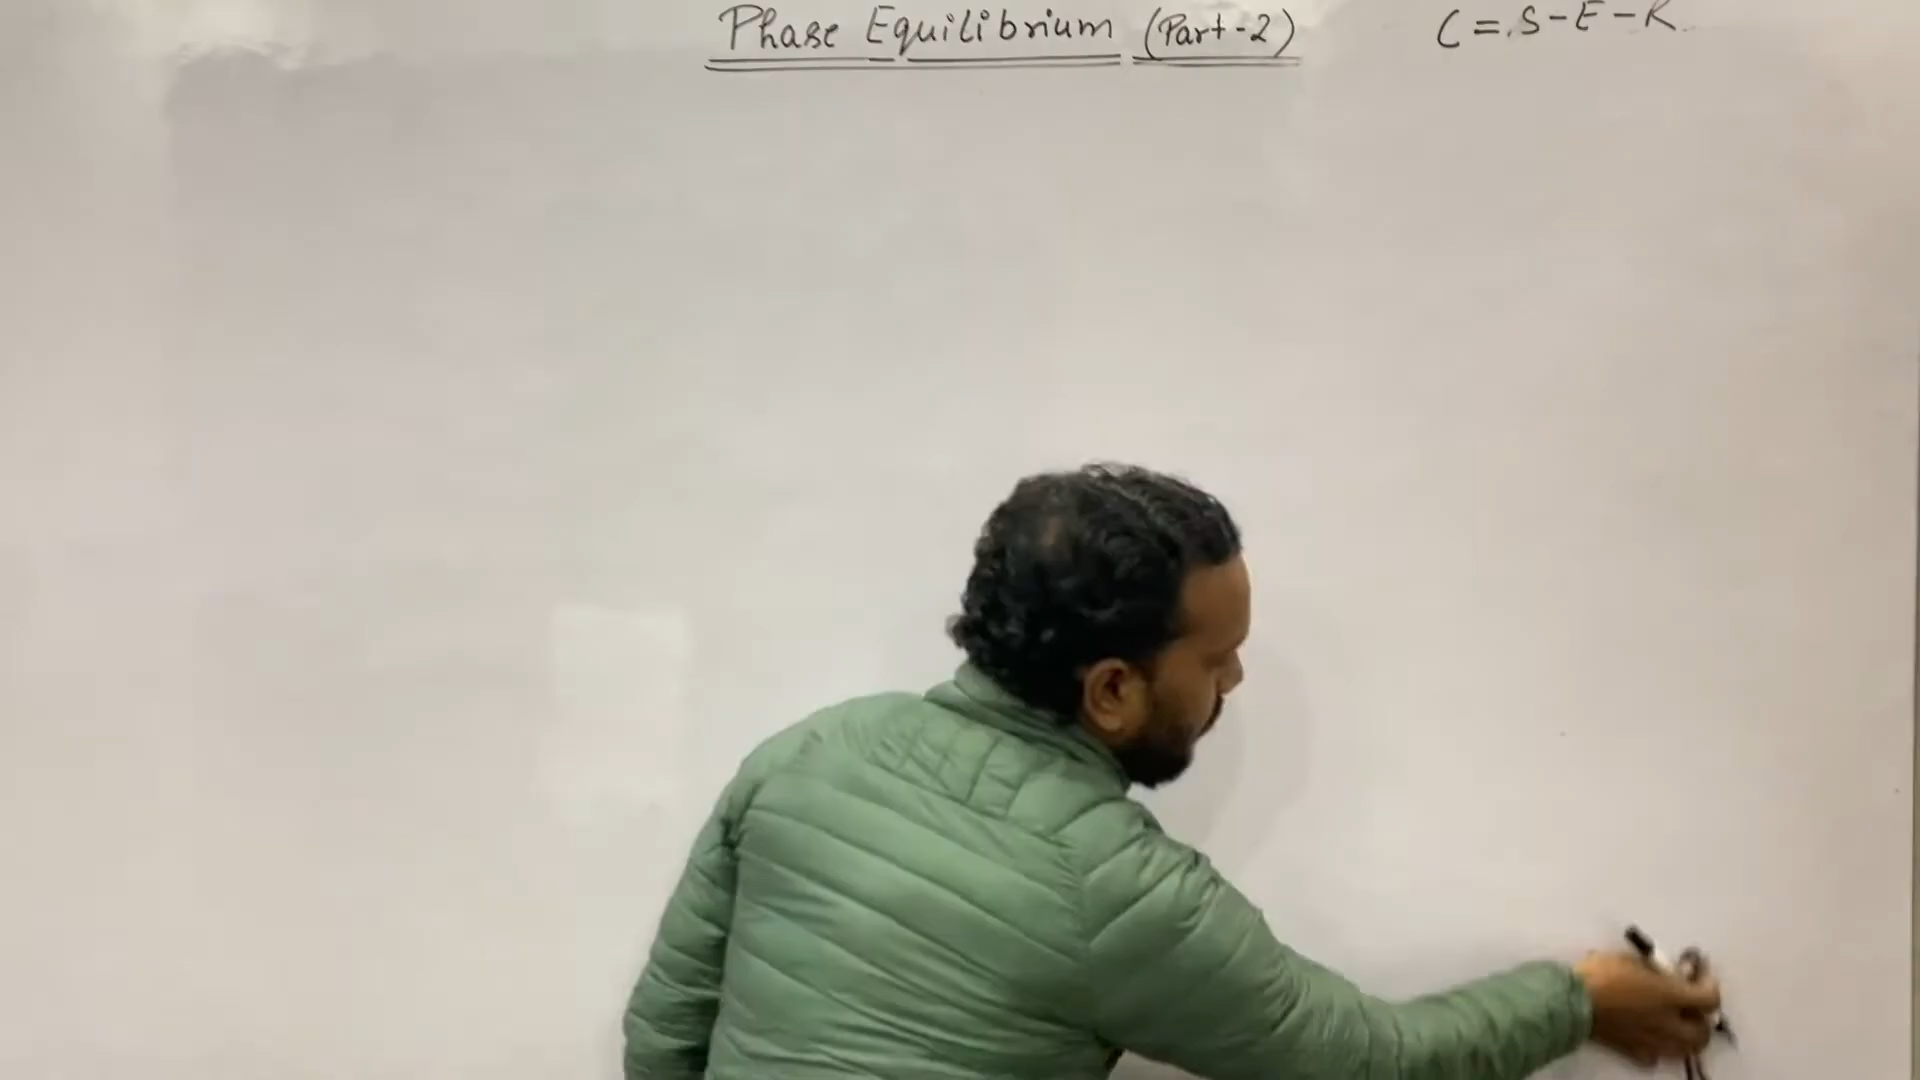 Phase Equilibrium (Part-2)
C = S - E - R